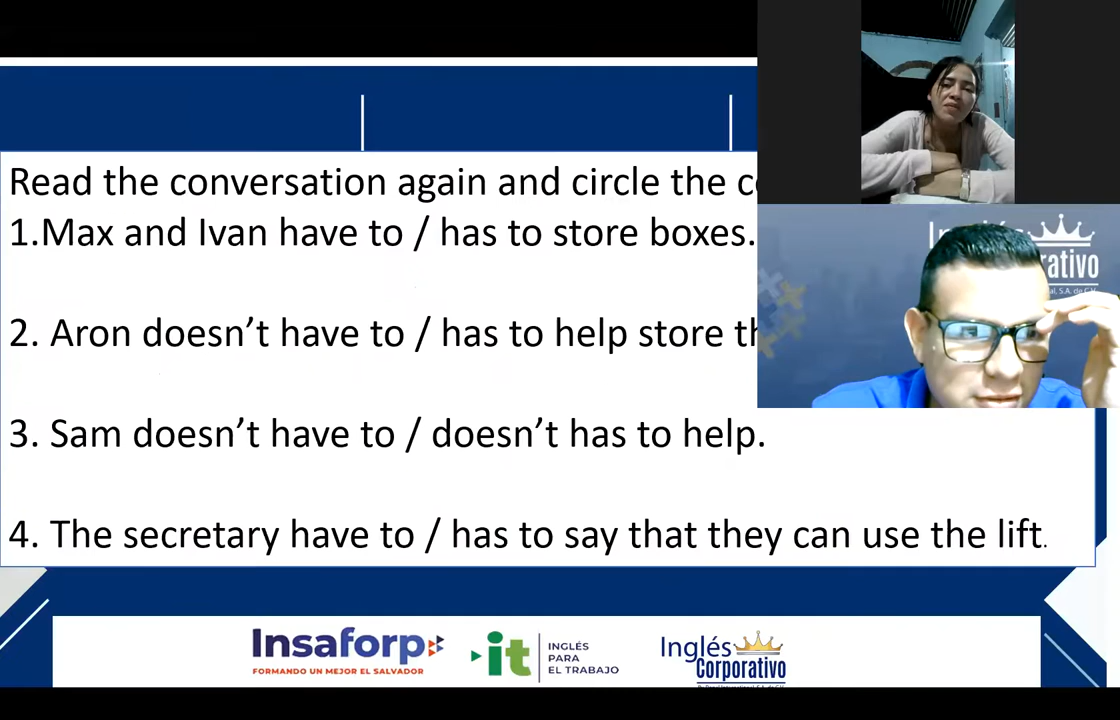 Read the conversation again and circle the
1.Max and Ivan have to / has to store boxes.
2. Aron doesn’t have to / has to help store
3. Sam doesn’t have to / doesn’t has to help.
4. The secretary have to / has to say that they can use the lift.
Insaforp
FORMANDO UN MEJOR EL SALVADOR
it
INGLÉS
PARA
EL TRABAJO
Inglés
Corporativo